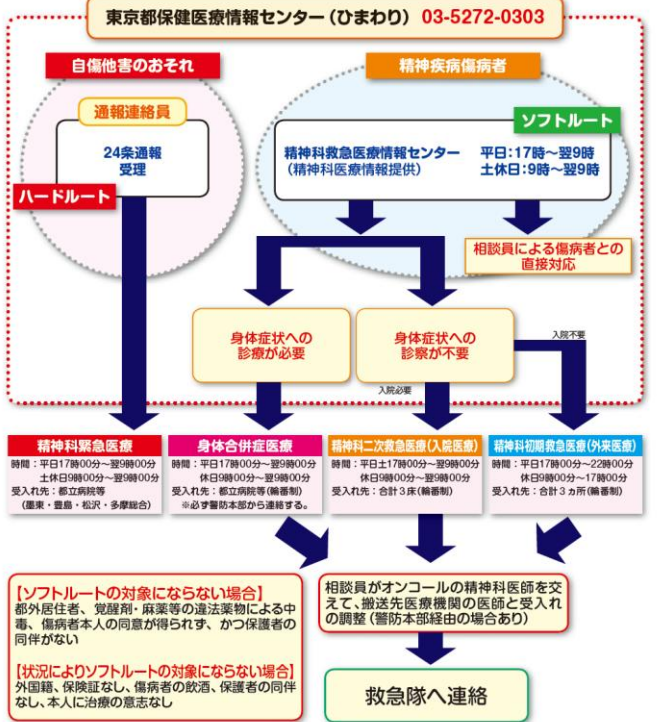 東京都保健医療情報センター（ひまわり） 03-5272-0303
自傷他害のおそれ
精神疾病傷病者
通報連絡員
ソフトルート
24条通報
受理
精神科救急医療情報センター
（精神科医療情報提供）
平日：17時～翌9時
土休日：9時～翌9時
ハードルート
相談員による傷病者との
直接対応
身体症状への
診療が必要
身体症状への
診察が不要
入院不要
入院必要
精神科緊急医療
時間：平日17時00分～翌9時00分
土休日9時00分～翌9時00分
受入れ先：都立病院等
（墨東・豊島・松沢・多摩総合）
身体合併症医療
時間：平日17時00分～翌9時00分
休日9時00分～翌9時00分
受入れ先：都立病院等（輪番制）
※必ず警防本部から連絡する。
精神科二次救急医療（入院医療）
時間：平日土17時00分～翌9時00分
休日9時00分～翌9時00分
受入れ先：合計３床（輪番制）
精神科初期救急医療（外来医療）
時間：平日17時00分～22時00分
休日9時00分～17時00分
受入れ先：合計３ヵ所（輪番制）
【ソフトルートの対象にならない場合】
都外居住者、覚醒剤・麻薬等の違法薬物による中
毒、傷病者本人の同意が得られず、かつ保護者の
同伴がない
【状況によりソフトルートの対象にならない場合】
外国籍、保険証なし、傷病者の飲酒、保護者の同伴
なし、本人に治療の意志なし
相談員がオンコールの精神科医師を交
えて、搬送先医療機関の医師と受入れ
の調整（警防本部経由の場合あり）
救急隊へ連絡